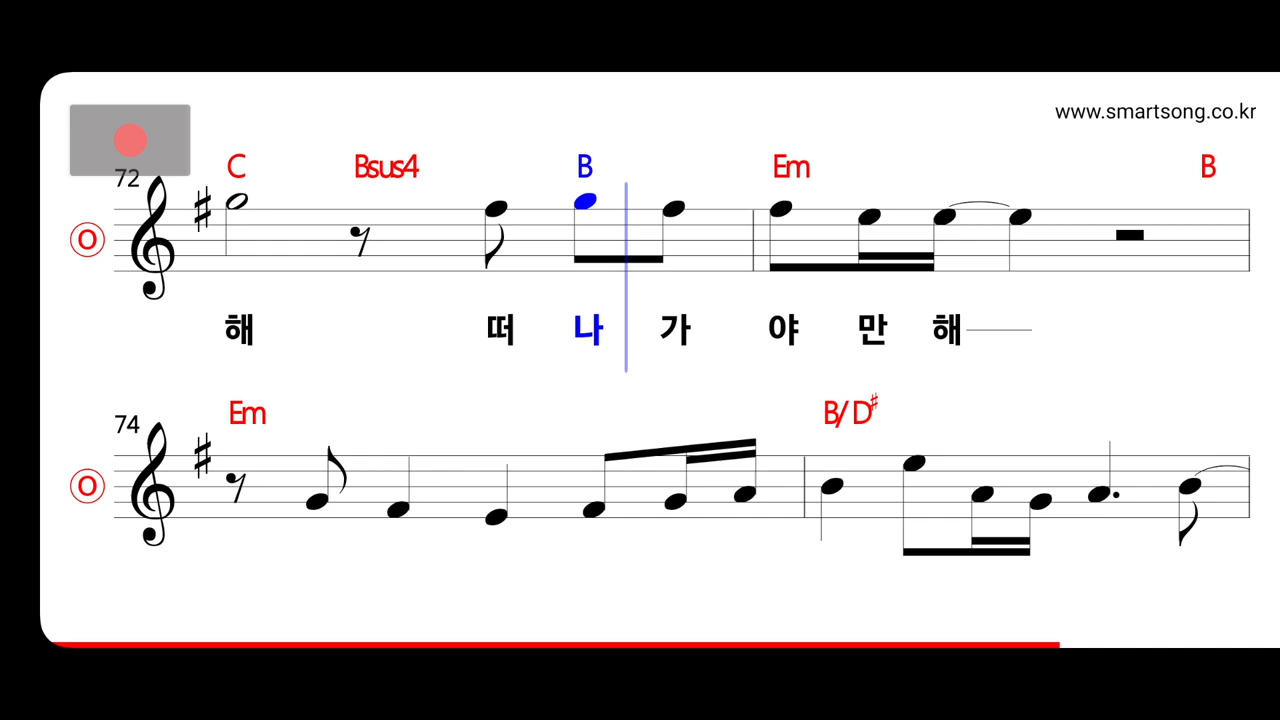 www.smartsong.co.kr
C Bsus4 B Em B
72
O
해 떠 나 가 야 만 해
Em B/D♯
74
O